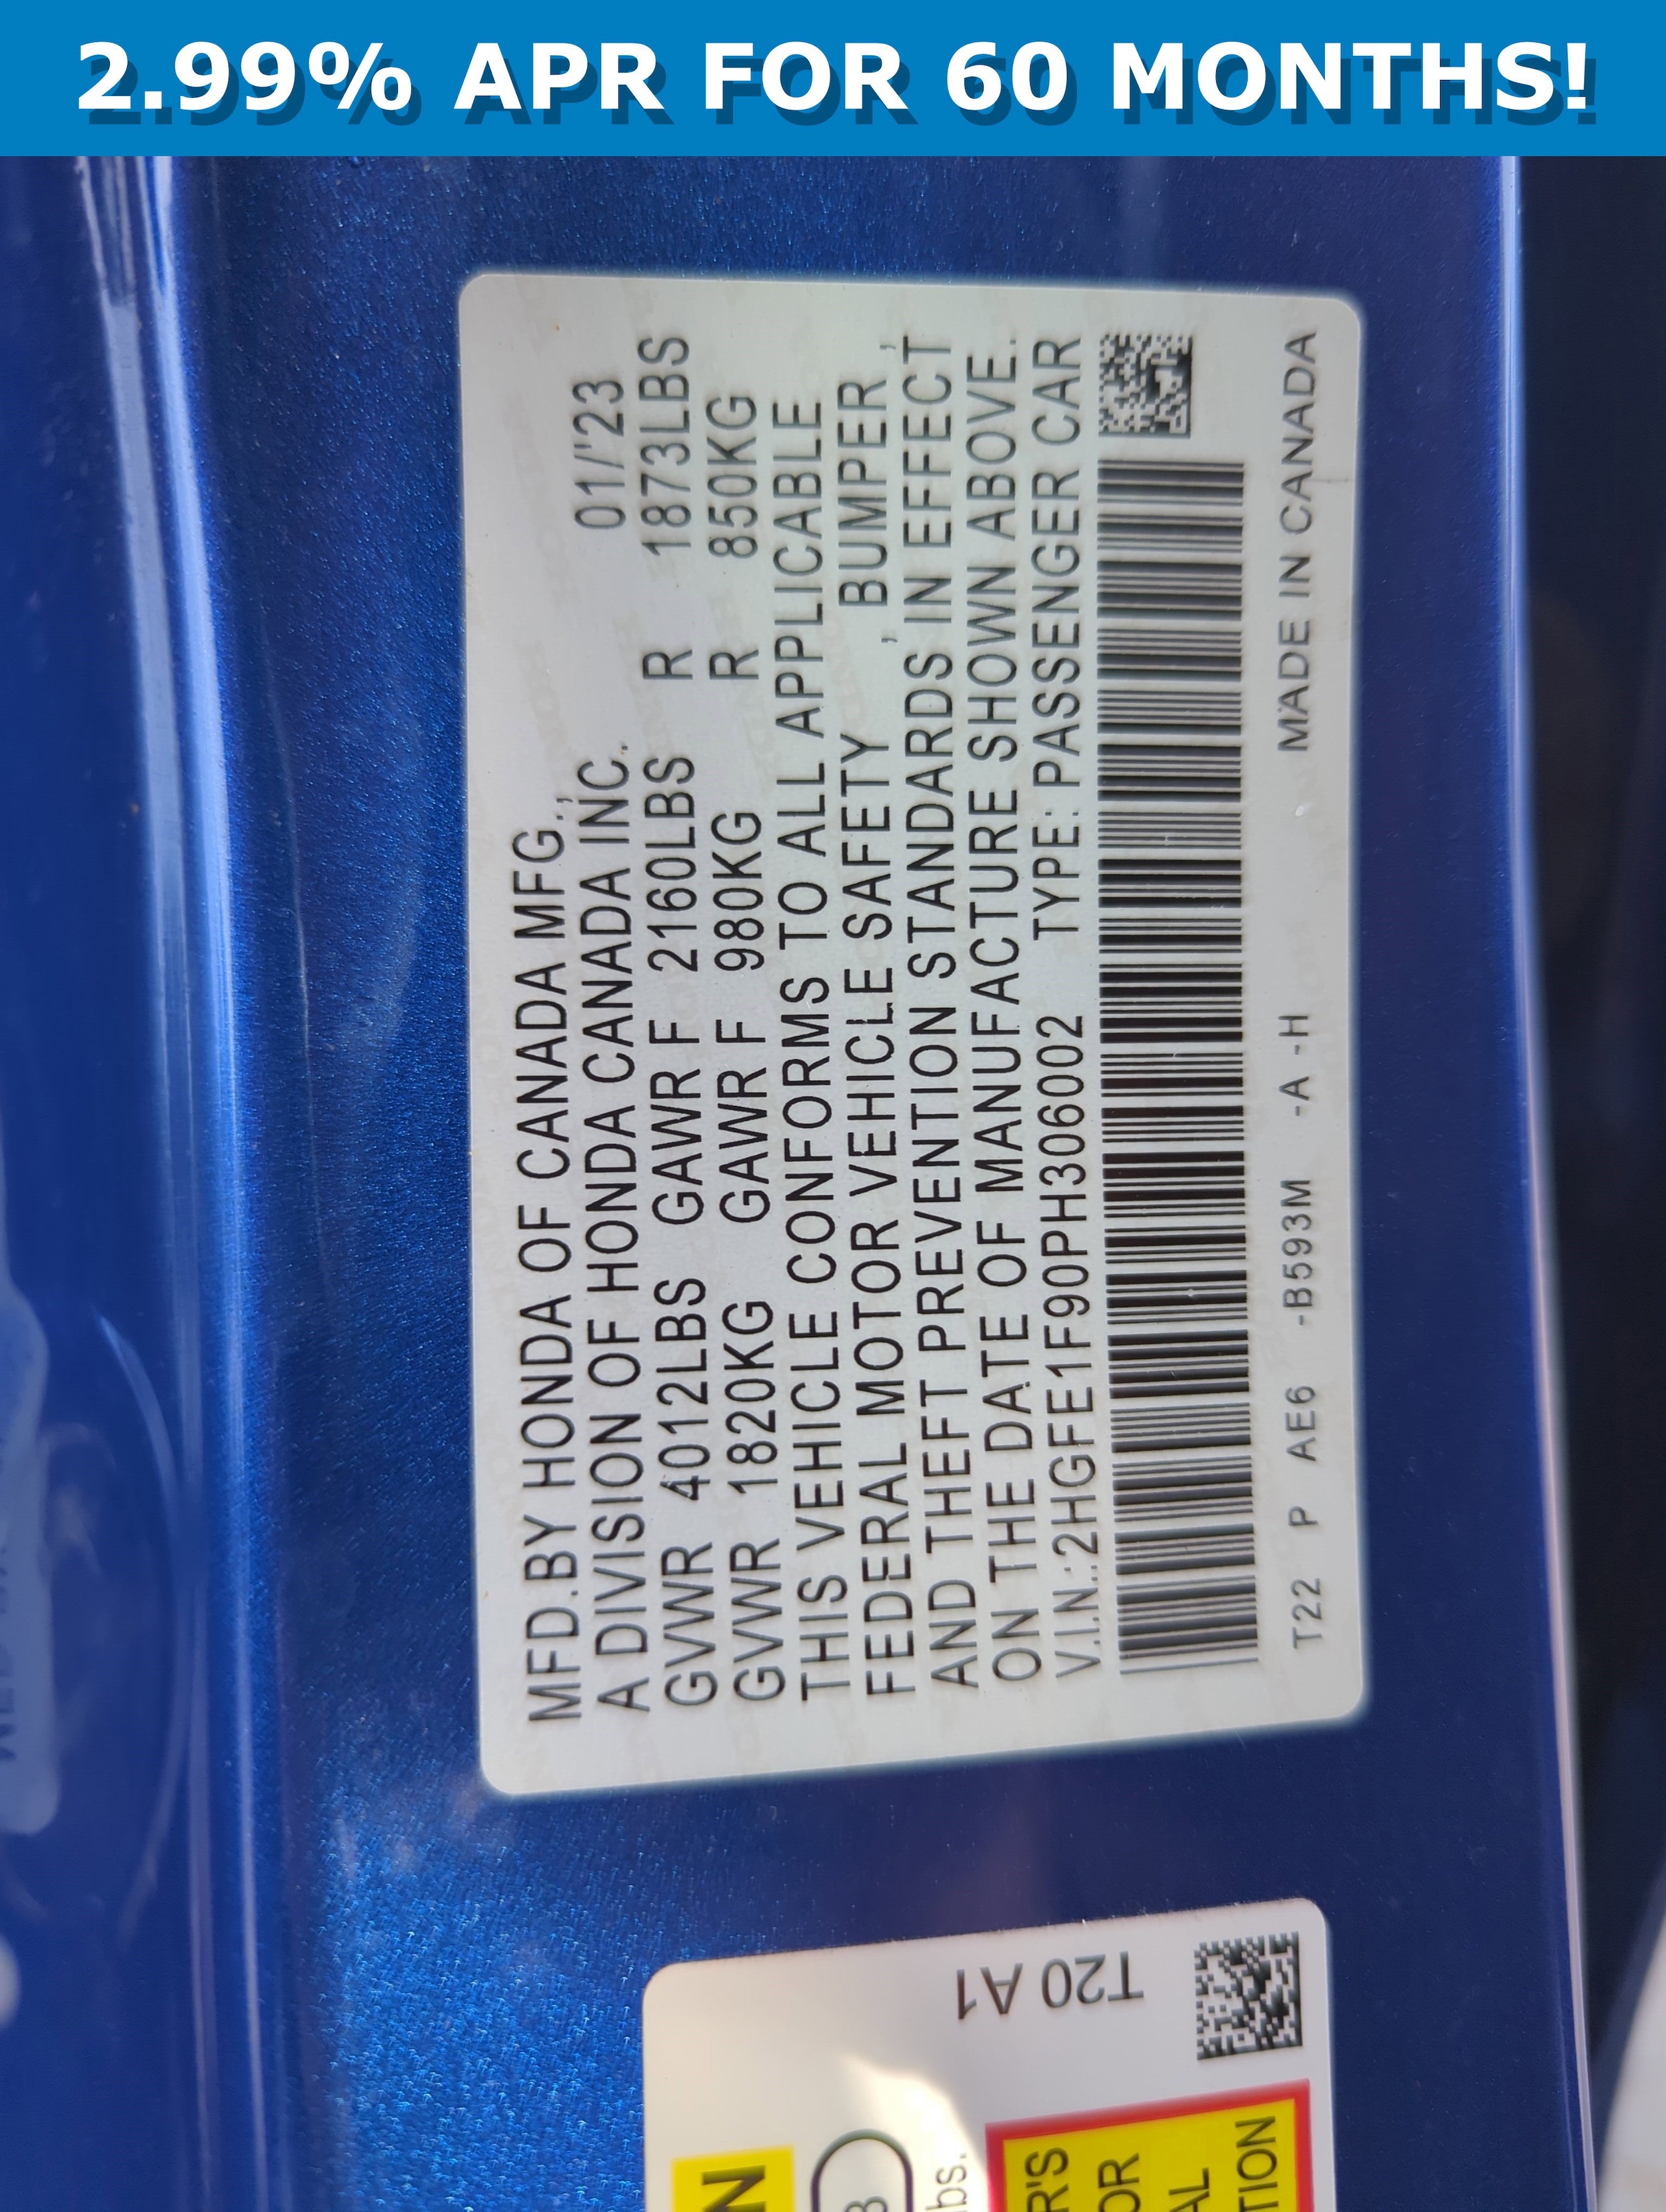 2.99% APR FOR 60 MONTHS!
MFD.BY HONDA OF CANADA MFG.,
A DIVISION OF HONDA CANADA INC. 01/'23
GVWR 4012LBS GAWR F 2160LBS R 1873LBS
GVWR 1820KG GAWR F 980KG R 850KG
THIS VEHICLE CONFORMS TO ALL APPLICABLE
FEDERAL MOTOR VEHICLE SAFETY , BUMPER ,
AND THEFT PREVENTION STANDARDS IN EFFECT
ON THE DATE OF MANUFACTURE SHOWN ABOVE.
V.I.N.:2HGFE1F90PH306002 TYPE: PASSENGER CAR
T22 P AE6 -B593M -A -H MADE IN CANADA
T20 A1